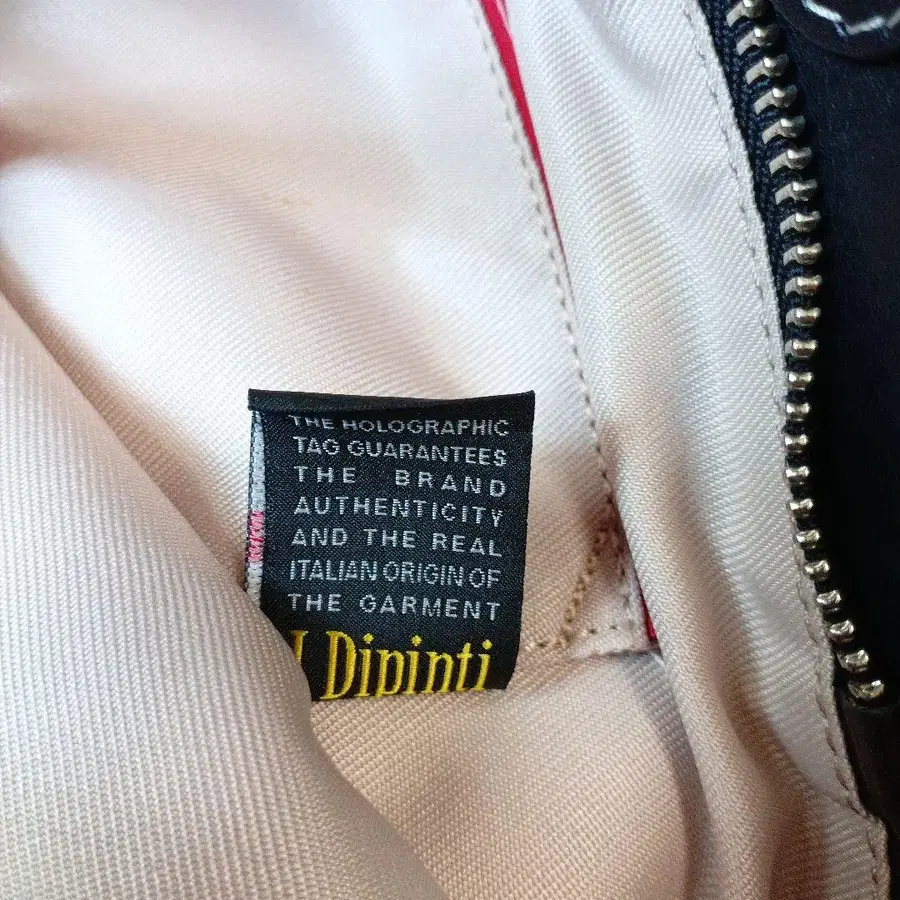 THE HOLOGRAPHIC
TAG GUARANTEES
THE BRAND
AUTHENTICITY
AND THE REAL
ITALIAN ORIGIN OF
THE GARMENT
I Dipinti